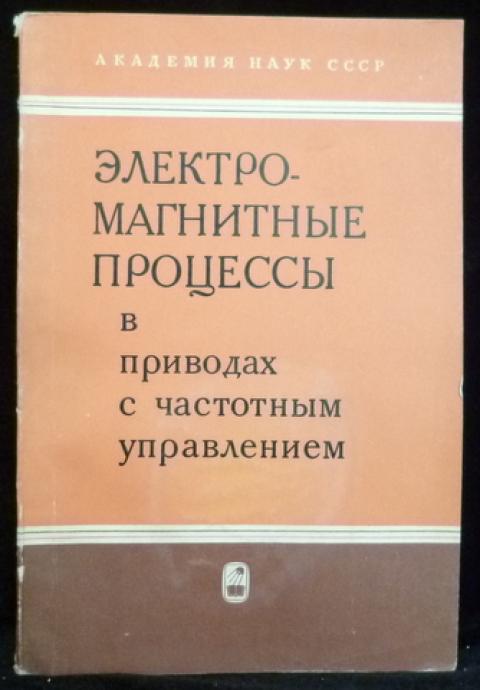 АКАДЕМИЯ НАУК СССР
ЭЛЕКТРО-
МАГНИТНЫЕ
ПРОЦЕССЫ
в
приводах
с частотным
управлением